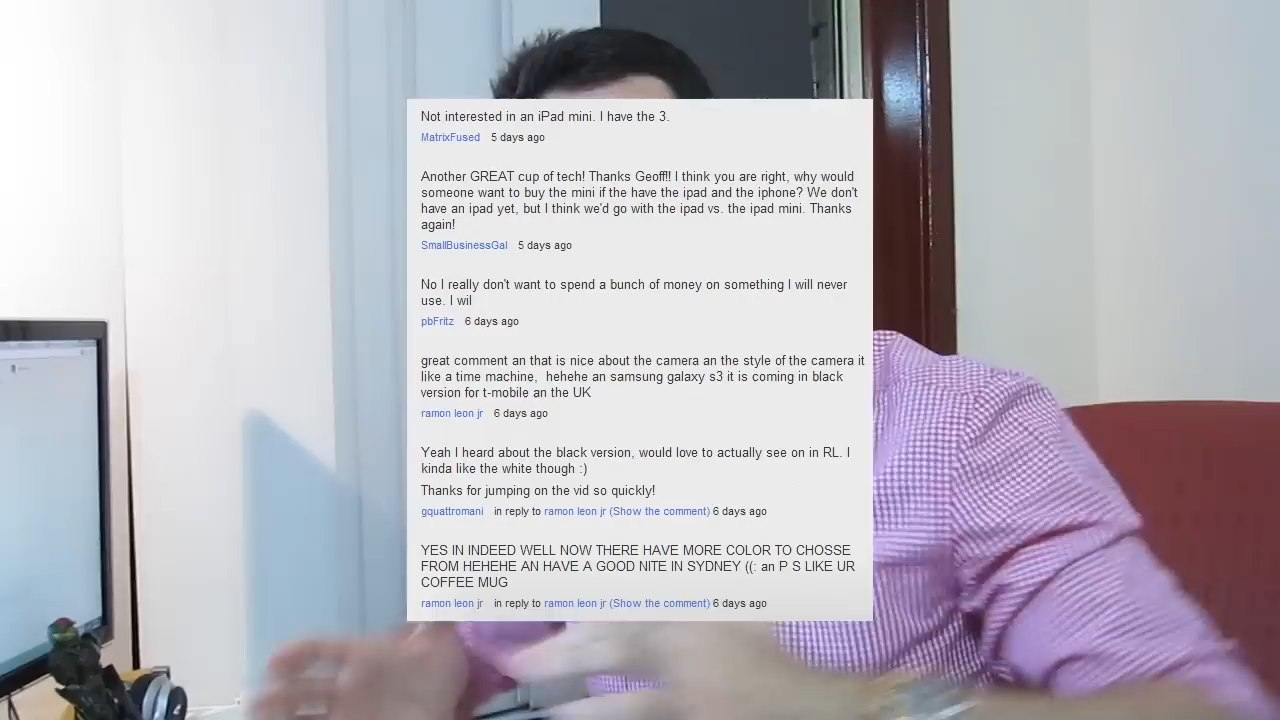 Not interested in an iPad mini. I have the 3.
MatrixFused 5 days ago
Another GREAT cup of tech! Thanks Geoff!! I think you are right, why would
someone want to buy the mini if the have the ipad and the iphone? We don't
have an ipad yet, but I think we'd go with the ipad vs. the ipad mini. Thanks
again!
SmallBusinessGal 5 days ago
No I really don't want to spend a bunch of money on something I will never
use. I wil
pbFritz 6 days ago
great comment an that is nice about the camera an the style of the camera it
like a time machine, hehehe an samsung galaxy s3 it is coming in black
version for t-mobile an the UK
ramon leon jr 6 days ago
Yeah I heard about the black version, would love to actually see on in RL. I
kinda like the white though :)
Thanks for jumping on the vid so quickly!
gquattromani in reply to ramon leon jr (Show the comment) 6 days ago
YES IN INDEED WELL NOW THERE HAVE MORE COLOR TO CHOSSE
FROM HEHEHE AN HAVE A GOOD NITE IN SYDNEY ((: an P S LIKE UR
COFFEE MUG
ramon leon jr in reply to ramon leon jr (Show the comment) 6 days ago